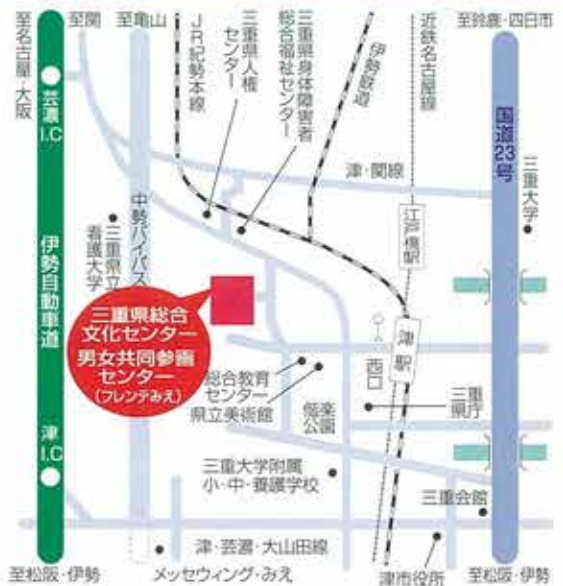 至名古屋・大阪
至関
至亀山
JR紀勢本線
三重県人権
センター
三重県身体障害者
総合福祉センター
伊勢鉄道
近鉄名古屋線
至鈴鹿・四日市
芸濃
I.C
国道23号
津・関線
三重大学
江戸橋駅
中勢バイパス
三重県立
看護大学
伊勢自動車道
三重県総合
文化センター
男女共同参画
センター
(フレンテみえ)
津駅
西口
総合教育
センター
県立美術館
偕楽
公園
三重
県庁
津
I.C
三重大学附属
小・中・養護学校
三重会館
津・芸濃・大山田線
至松阪・伊勢
メッセウィング・みえ
津市役所
至松阪・伊勢